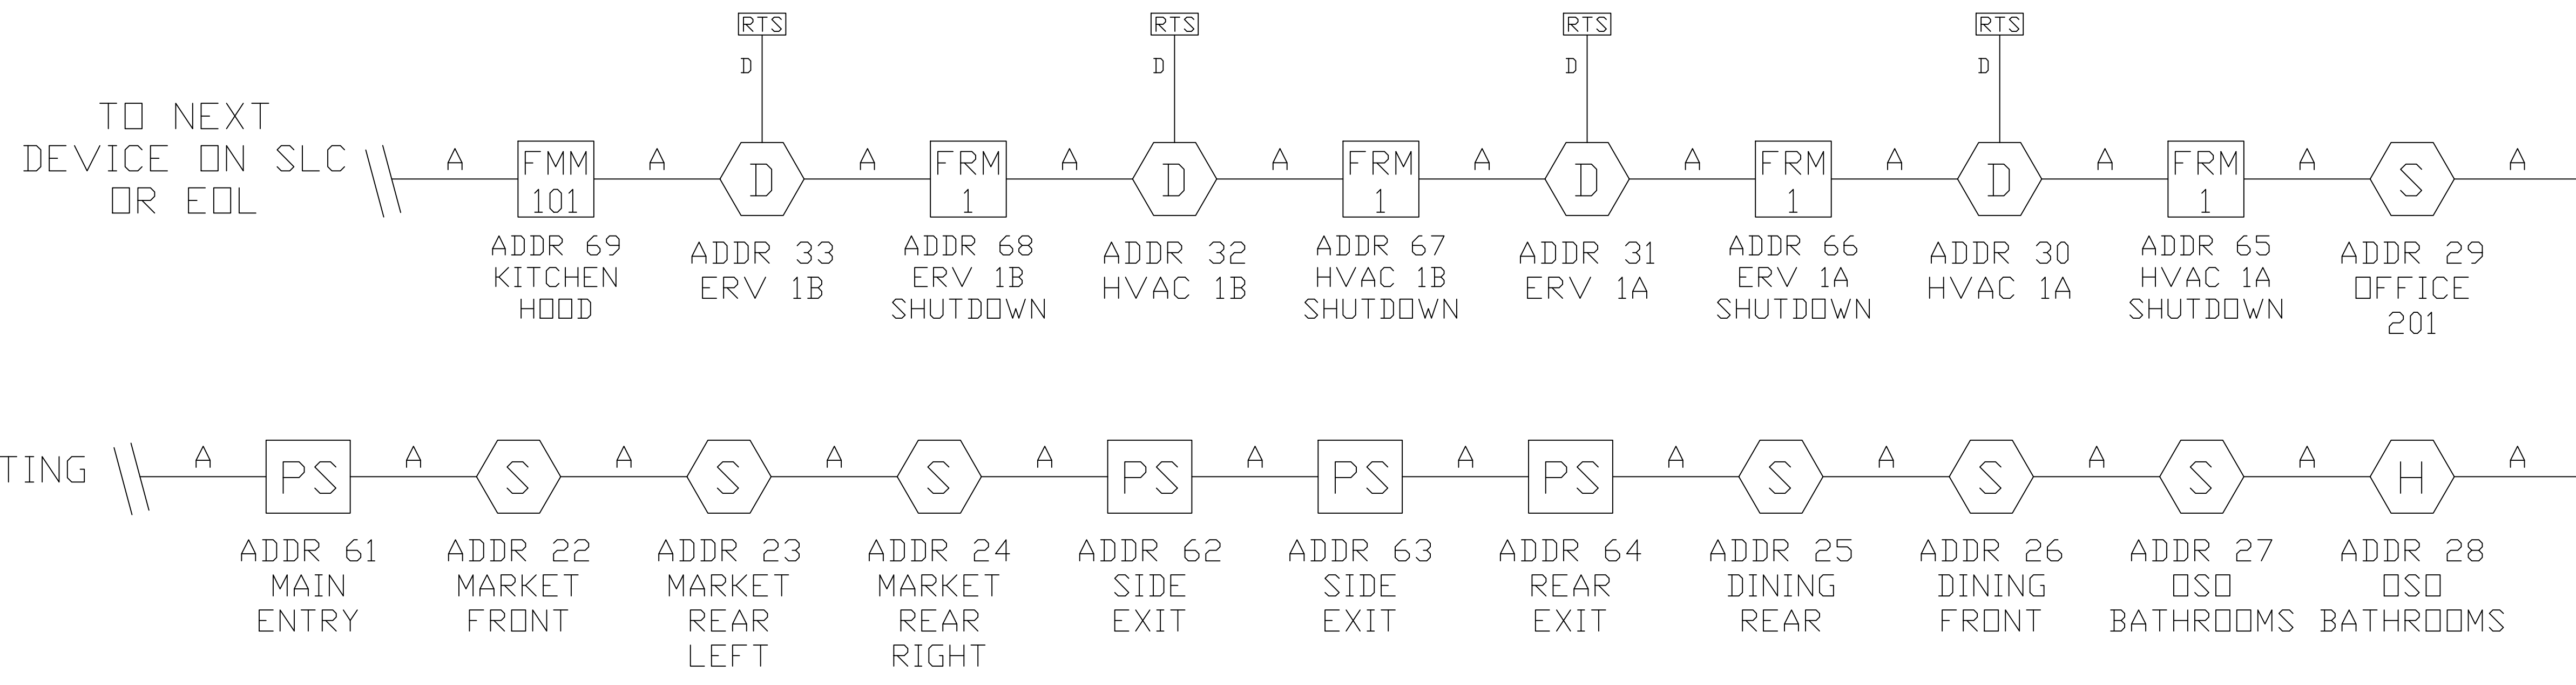 RTS RTS RTS RTS
D D D D
TO NEXT
DEVICE ON SLC
OR EOL
A A A A A A A A A A A
FMM D FRM D FRM D FRM D FRM S
101 1 1 1 1
ADDR 69
KITCHEN
HOOD
ADDR 33
ERV 1B
ADDR 68
ERV 1B
SHUTDOWN
ADDR 32
HVAC 1B
ADDR 67
HVAC 1B
SHUTDOWN
ADDR 31
ERV 1A
ADDR 66
ERV 1A
SHUTDOWN
ADDR 30
HVAC 1A
ADDR 65
HVAC 1A
SHUTDOWN
ADDR 29
OFFICE
201
TING
A A A A A A A A A A A A
PS S S S PS PS PS S S S H
ADDR 61
MAIN
ENTRY
ADDR 22
MARKET
FRONT
ADDR 23
MARKET
REAR
LEFT
ADDR 24
MARKET
REAR
RIGHT
ADDR 62
SIDE
EXIT
ADDR 63
SIDE
EXIT
ADDR 64
REAR
EXIT
ADDR 25
DINING
REAR
ADDR 26
DINING
FRONT
ADDR 27
OSO
BATHROOMS
ADDR 28
OSO
BATHROOMS